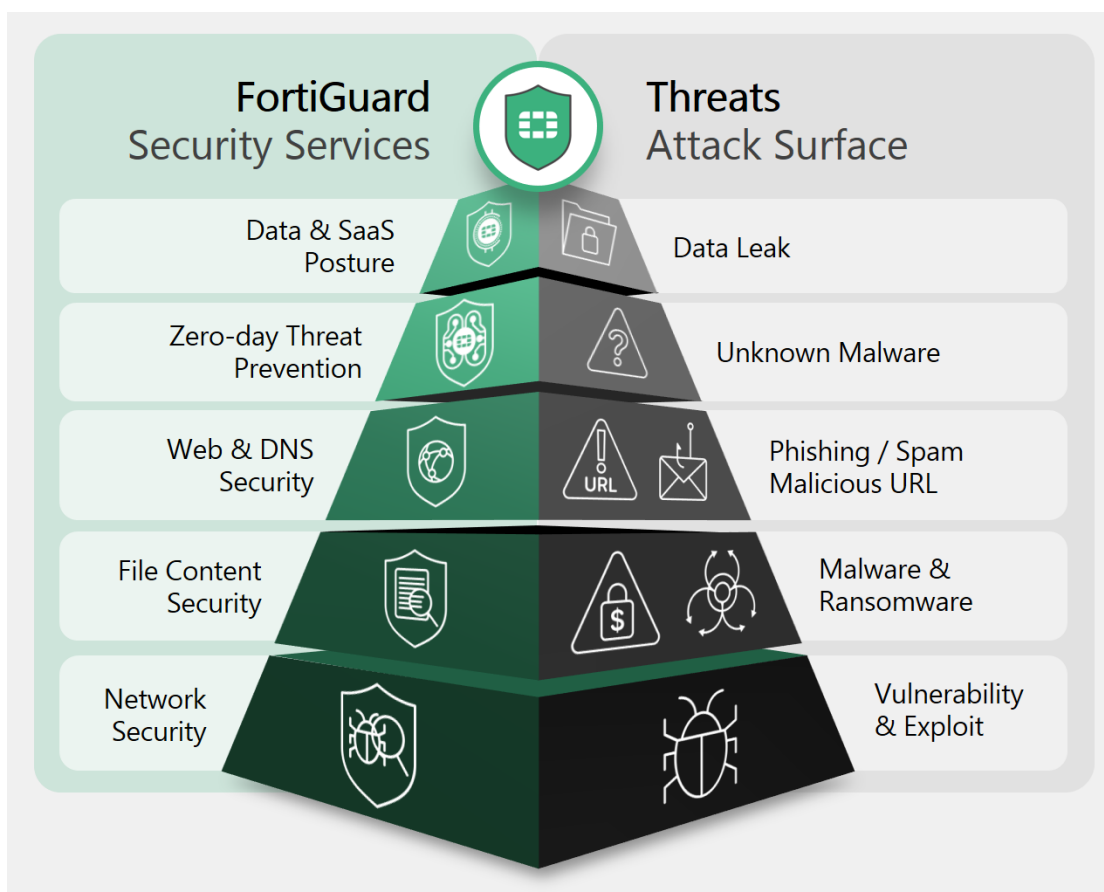 FortiGuard
Security Services
Threats
Attack Surface
Data & SaaS
Posture
Data Leak
Zero-day Threat
Prevention
Unknown Malware
Web & DNS
Security
URL
Phishing / Spam
Malicious URL
File Content
Security
$
Malware &
Ransomware
Network
Security
Vulnerability
& Exploit